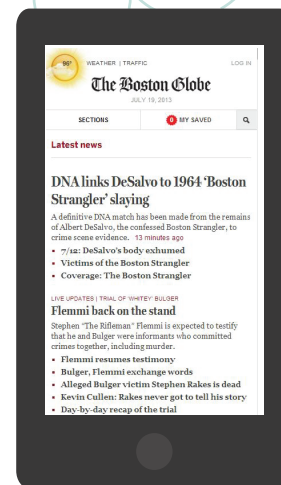 96° WEATHER | TRAFFIC LOG IN
The Boston Globe
JULY 19, 2013
SECTIONS 0 MY SAVED
Latest news
DNA links DeSalvo to 1964 ‘Boston
Strangler’ slaying
A definitive DNA match has been made from the remains
of Albert DeSalvo, the confessed Boston Strangler, to
crime scene evidence. 13 minutes ago
▪ 7/12: DeSalvo's body exhumed
▪ Victims of the Boston Strangler
▪ Coverage: The Boston Strangler
LIVE UPDATES | TRIAL OF ‘WHITEY’ BULGER
Flemmi back on the stand
Stephen “The Rifleman” Flemmi is expected to testify
that he and Bulger were informants who committed
crimes together, including murder.
▪ Flemmi resumes testimony
▪ Bulger, Flemmi exchange words
▪ Alleged Bulger victim Stephen Rakes is dead
▪ Kevin Cullen: Rakes never got to tell his story
▪ Day-by-day recap of the trial